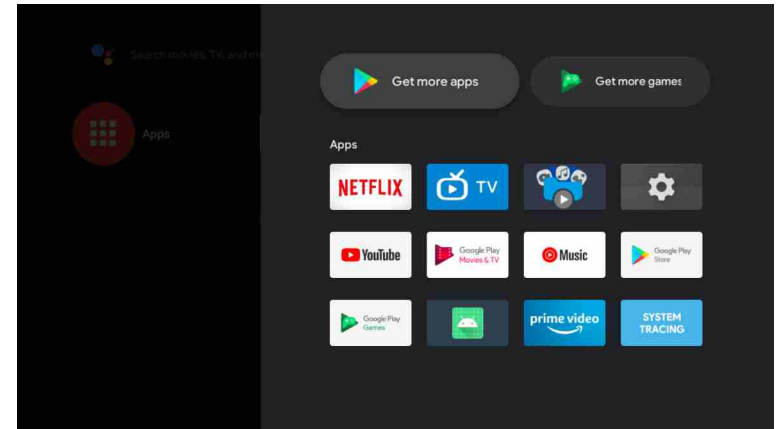 Search movies, TV, and m
Apps
Get more apps
Get more games
Apps
NETFLIX
TV
YouTube
Google Play
Movies & TV
Music
Google Play
Store
Google Play
Games
prime video
SYSTEM
TRACING